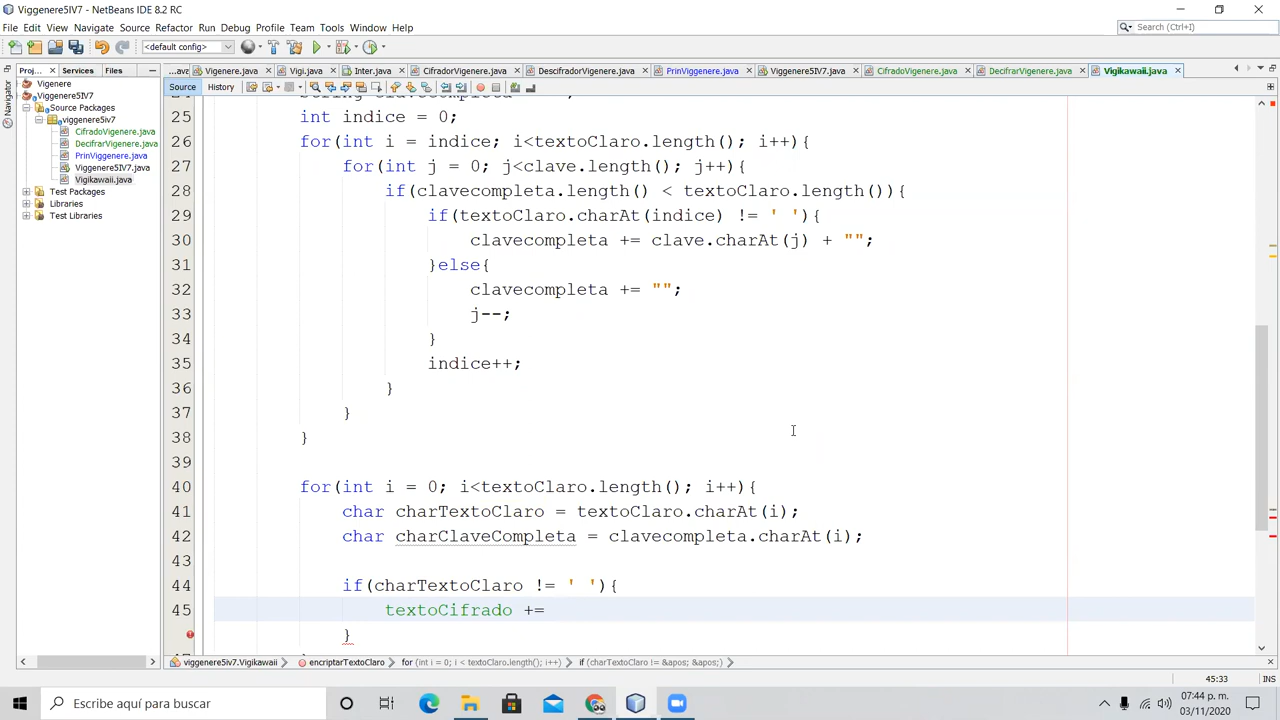 Viggenere5IV7 - NetBeans IDE 8.2 RC
File Edit View Navigate Source Refactor Run Debug Profile Team Tools Window Help
Search (Ctrl+I)
<default config>
Proj... Services Files
...ava Vigenere.java Vigi.java Inter.java CifradorVigenere.java DescifradorVigenere.java PrinViggenere.java Viggenere5IV7.java CifradoVigenere.java DecifrarVigenere.java Vigikawaii.java
Navigator
Vigenere
Viggenere5IV7
Source Packages
viggenere5iv7
CifradoVigenere.java
DecifrarVigenere.java
PrinViggenere.java
Viggenere5IV7.java
Vigikawaii.java
Test Packages
Libraries
Test Libraries
Source History
25 int indice = 0;
26 for(int i = indice; i<textoClaro.length(); i++){
27 for(int j = 0; j<clave.length(); j++){
28 if(clavecompleta.length() < textoClaro.length()){
29 if(textoClaro.charAt(indice) != ' '){
30 clavecompleta += clave.charAt(j) + "";
31 }else{
32 clavecompleta += "";
33 j--;
34 }
35 indice++;
36 }
37 }
38 }
39
40 for(int i = 0; i<textoClaro.length(); i++){
41 char charTextoClaro = textoClaro.charAt(i);
42 char charClaveCompleta = clavecompleta.charAt(i);
43
44 if(charTextoClaro != ' '){
45 textoCifrado +=
}
viggenere5iv7.Vigikawaii encriptarTextoClaro for (int i = 0; i < textoClaro.length(); i++) if (charTextoClaro != &apos; &apos;)
45:33 INS
Escribe aquí para buscar
07:44 p. m.
03/11/2020